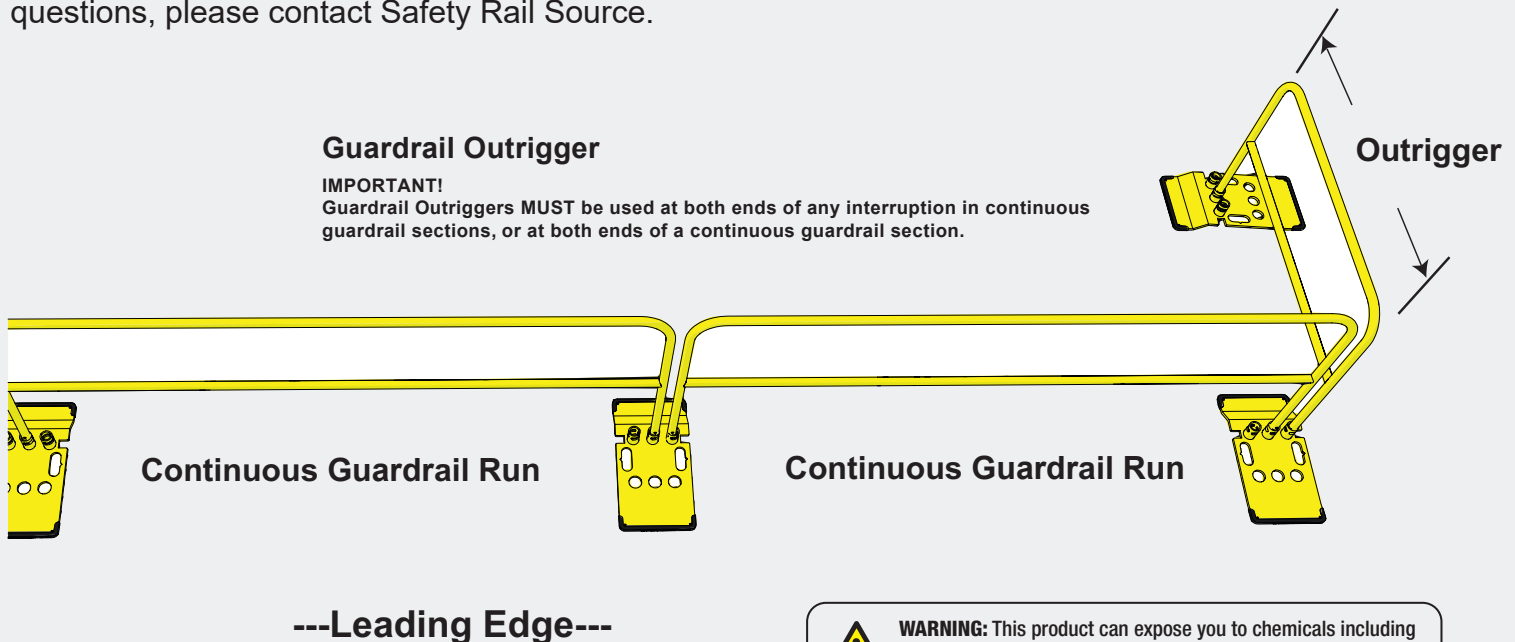 questions, please contact Safety Rail Source.
Guardrail Outrigger
IMPORTANT!
Guardrail Outriggers MUST be used at both ends of any interruption in continuous
guardrail sections, or at both ends of a continuous guardrail section.
Outrigger
Continuous Guardrail Run
Continuous Guardrail Run
---Leading Edge---
WARNING: This product can expose you to chemicals including